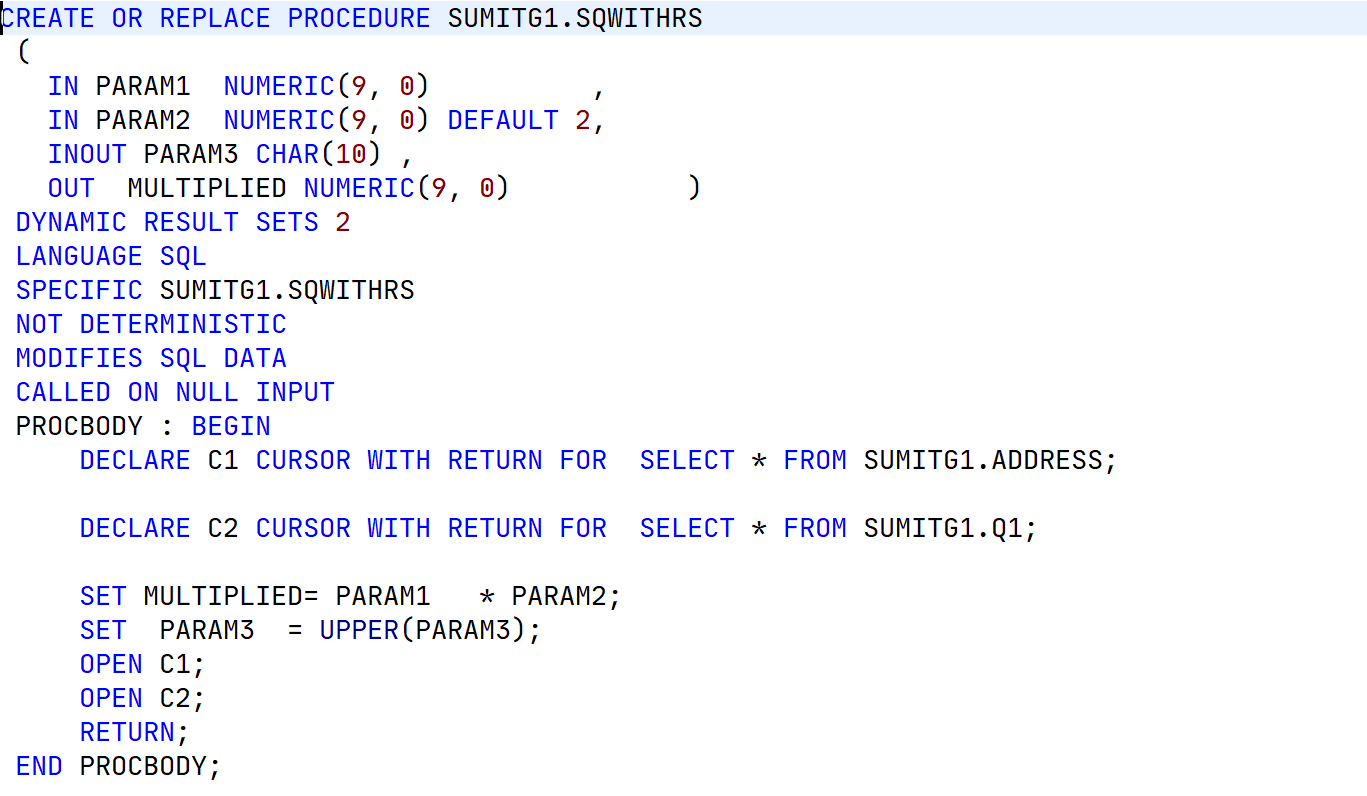 CREATE OR REPLACE PROCEDURE SUMITG1.SQWITHRS
(
IN PARAM1  NUMERIC(9, 0)          ,
IN PARAM2  NUMERIC(9, 0) DEFAULT 2,
INOUT PARAM3 CHAR(10) ,
OUT  MULTIPLIED NUMERIC(9, 0)           )
DYNAMIC RESULT SETS 2
LANGUAGE SQL
SPECIFIC SUMITG1.SQWITHRS
NOT DETERMINISTIC
MODIFIES SQL DATA
CALLED ON NULL INPUT
PROCBODY : BEGIN
DECLARE C1 CURSOR WITH RETURN FOR  SELECT * FROM SUMITG1.ADDRESS;
DECLARE C2 CURSOR WITH RETURN FOR  SELECT * FROM SUMITG1.Q1;
SET MULTIPLIED= PARAM1   * PARAM2;
SET  PARAM3  = UPPER(PARAM3);
OPEN C1;
OPEN C2;
RETURN;
END PROCBODY;